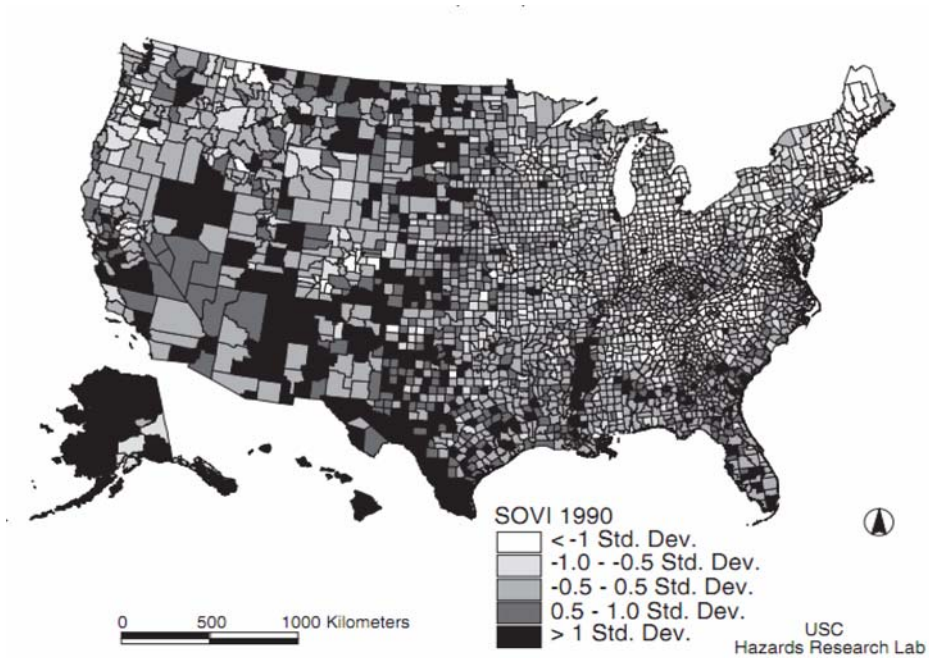 SOVI 1990
< -1 Std. Dev.
-1.0 - -0.5 Std. Dev.
-0.5 - 0.5 Std. Dev.
0.5 - 1.0 Std. Dev.
> 1 Std. Dev.
0 500 1000 Kilometers
USC
Hazards Research Lab